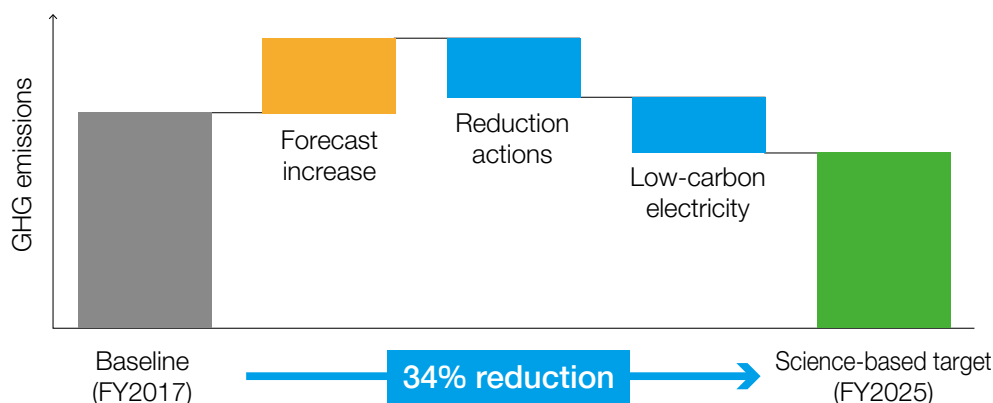 GHG emissions
Forecast
increase
Reduction
actions
Low-carbon
electricity
Baseline
(FY2017)
34% reduction
Science-based target
(FY2025)